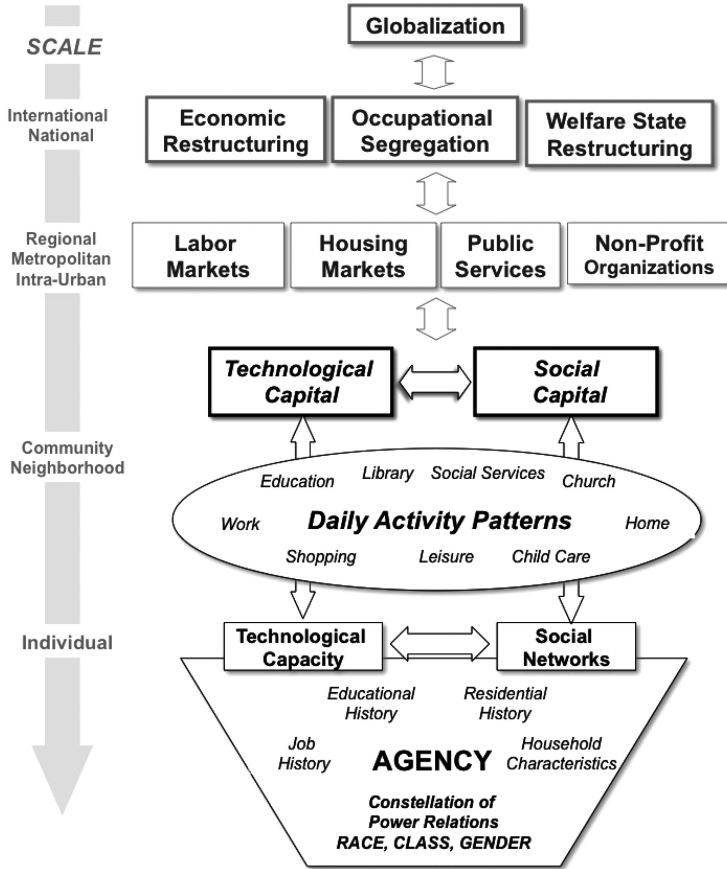 SCALE
Globalization
International
National
Economic
Restructuring
Occupational
Segregation
Welfare State
Restructuring
Regional
Metropolitan
Intra-Urban
Labor
Markets
Housing
Markets
Public
Services
Non-Profit
Organizations
Technological
Capital
Social
Capital
Community
Neighborhood
Education
Library
Social Services
Church
Work
Daily Activity Patterns
Home
Shopping
Leisure
Child Care
Individual
Technological
Capacity
Social
Networks
Educational
History
Residential
History
Job
History
AGENCY
Household
Characteristics
Constellation of
Power Relations
RACE, CLASS, GENDER